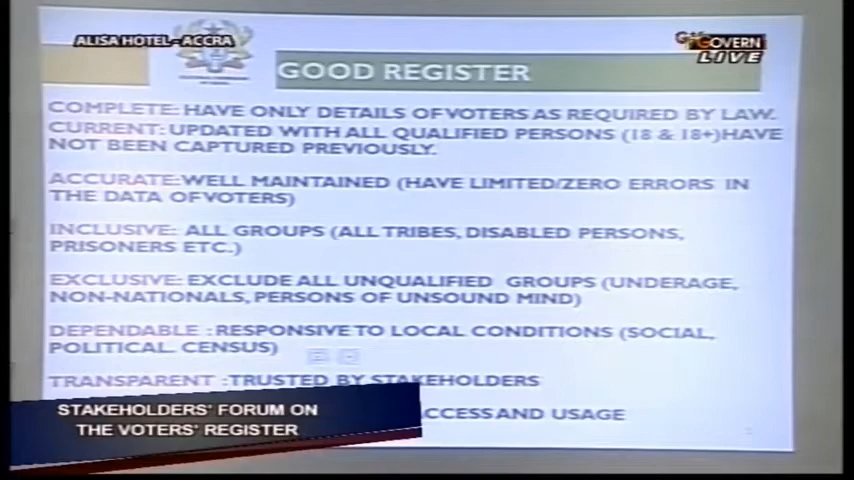 ALISA HOTEL - ACCRA
GOVERN
LIVE
GOOD REGISTER
COMPLETE: HAVE ONLY DETAILS OF VOTERS AS REQUIRED BY LAW.
CURRENT: UPDATED WITH ALL QUALIFIED PERSONS (18 & 18+) HAVE
NOT BEEN CAPTURED PREVIOUSLY.
ACCURATE: WELL MAINTAINED (HAVE LIMITED/ZERO ERRORS IN
THE DATA OF VOTERS)
INCLUSIVE: ALL GROUPS (ALL TRIBES, DISABLED PERSONS,
PRISONERS ETC.)
EXCLUSIVE: EXCLUDE ALL UNQUALIFIED GROUPS (UNDERAGE,
NON-NATIONALS, PERSONS OF UNSOUND MIND)
DEPENDABLE : RESPONSIVE TO LOCAL CONDITIONS (SOCIAL,
POLITICAL. CENSUS)
TRANSPARENT : TRUSTED BY STAKEHOLDERS
ACCESS AND USAGE
STAKEHOLDERS' FORUM ON
THE VOTERS' REGISTER